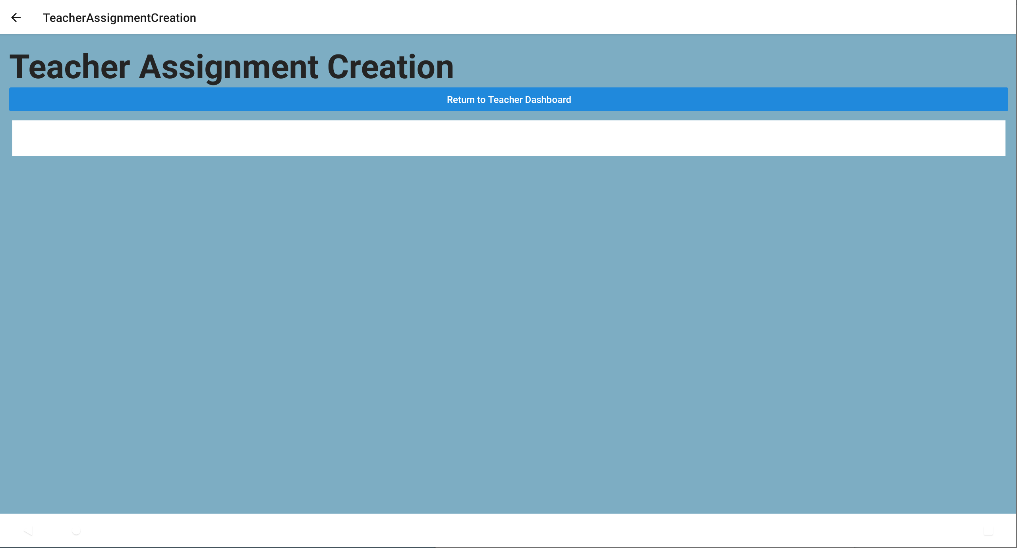 TeacherAssignmentCreation
Teacher Assignment Creation
Return to Teacher Dashboard